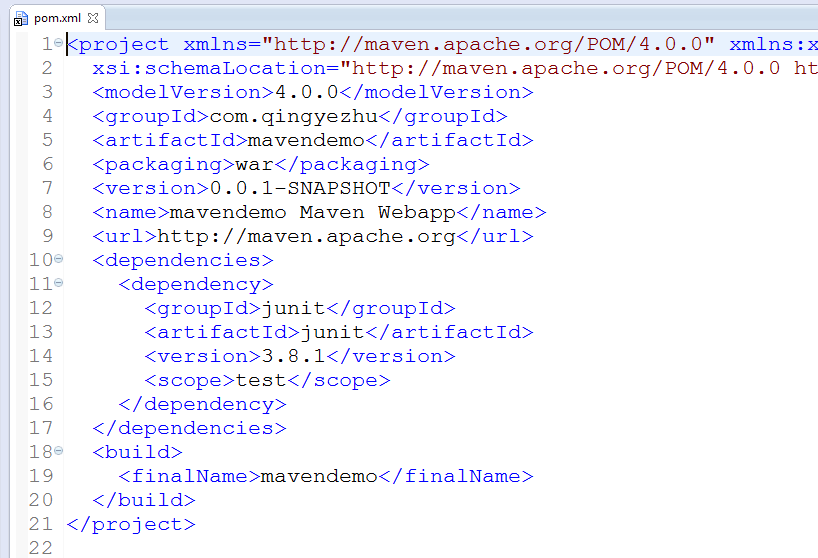 pom.xml
1 <project xmlns="http://maven.apache.org/POM/4.0.0" xmlns:x
2 xsi:schemaLocation="http://maven.apache.org/POM/4.0.0 ht
3 <modelVersion>4.0.0</modelVersion>
4 <groupId>com.qingyezhu</groupId>
5 <artifactId>mavendemo</artifactId>
6 <packaging>war</packaging>
7 <version>0.0.1-SNAPSHOT</version>
8 <name>mavendemo Maven Webapp</name>
9 <url>http://maven.apache.org</url>
10 <dependencies>
11 <dependency>
12 <groupId>junit</groupId>
13 <artifactId>junit</artifactId>
14 <version>3.8.1</version>
15 <scope>test</scope>
16 </dependency>
17 </dependencies>
18 <build>
19 <finalName>mavendemo</finalName>
20 </build>
21 </project>
22